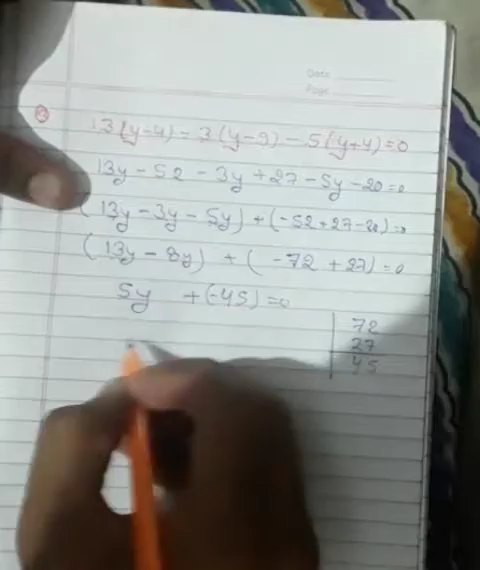 Date
Page
13(y-4) - 3(y-9) - 5(y+4) = 0
13y - 52 - 3y + 27 - 5y - 20 = 0
(13y - 3y - 5y) + (-52 + 27 - 20) = 0
(13y - 8y) + (-72 + 27) = 0
5y + (-45) = 0
72
27
45